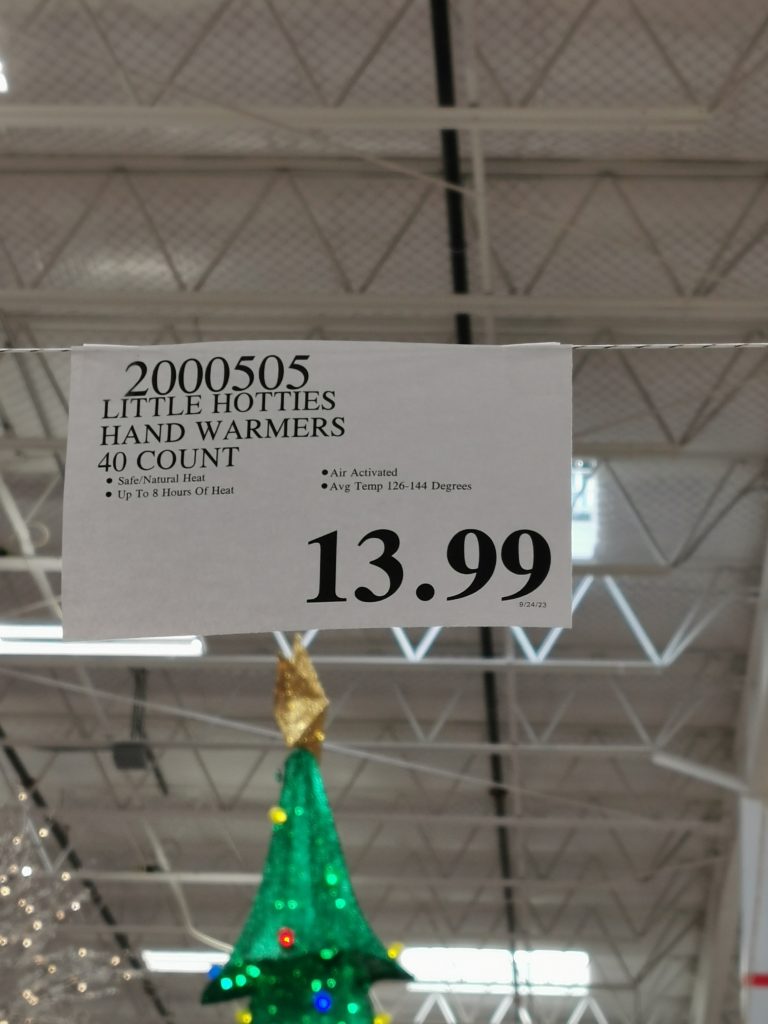 2000505
LITTLE HOTTIES
HAND WARMERS
40 COUNT
• Safe/Natural Heat
• Up To 8 Hours Of Heat
• Air Activated
• Avg Temp 126-144 Degrees
13.99
9/24/23